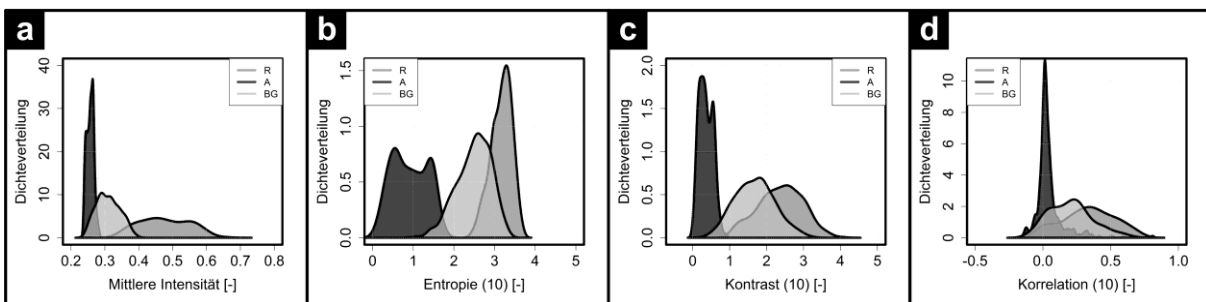 a
40
30
20
10
0
Dichteverteilung
R
A
BG
0.2 0.3 0.4 0.5 0.6 0.7 0.8
Mittlere Intensität [-]
b
1.5
1.0
0.5
0.0
Dichteverteilung
R
A
BG
0 1 2 3 4 5
Entropie (10) [-]
c
2.0
1.5
1.0
0.5
0.0
Dichteverteilung
R
A
BG
0 1 2 3 4 5
Kontrast (10) [-]
d
10
8
6
4
2
0
Dichteverteilung
R
A
BG
-0.5 0.0 0.5 1.0
Korrelation (10) [-]